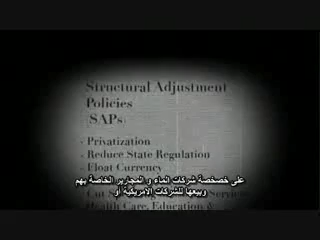 Structural Adjustment
Policies
(SAPs)
- Privatization
- Reduce State Regulation
- Float Currency
على خصخصة شركات الماء و المجارير الخاصة بهم
وبيعها للشركات الامريكية أو
Health Care, Education &